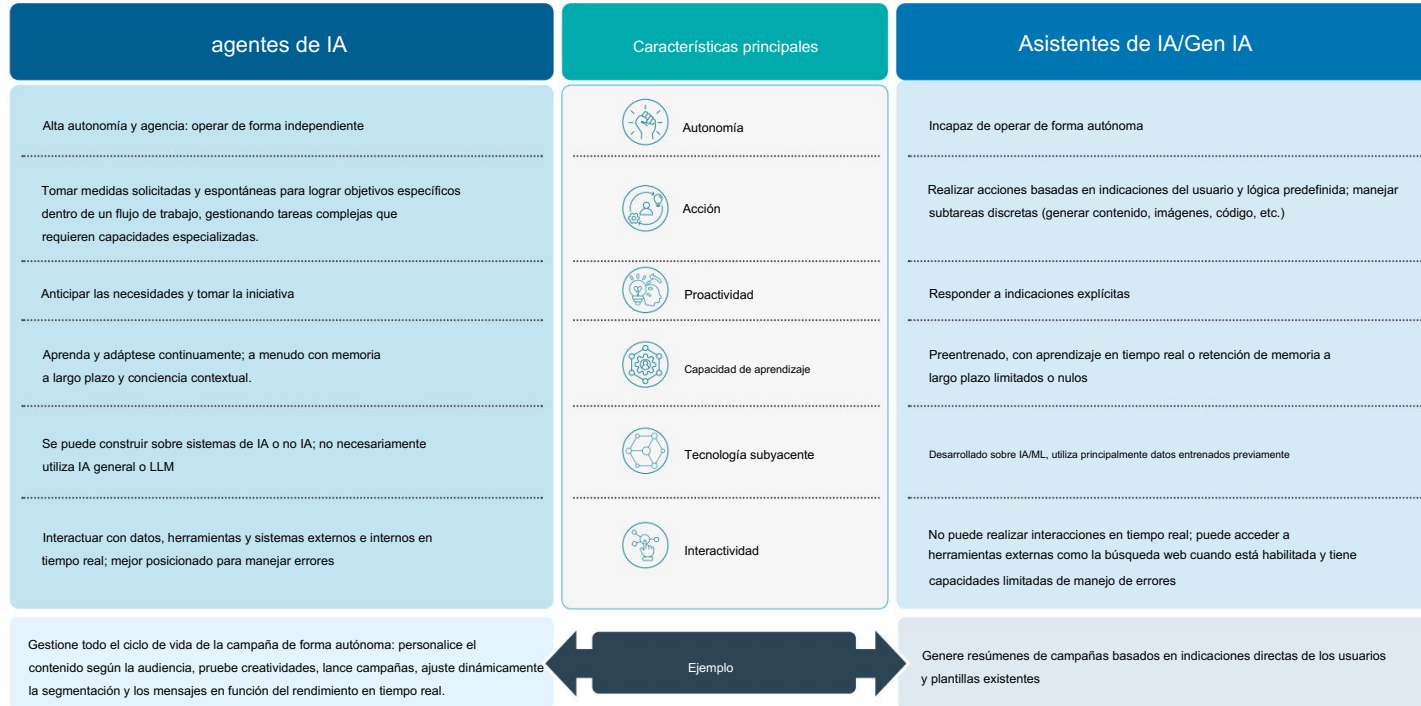 agentes de IA
Características principales
Asistentes de IA/Gen IA
Alta autonomía y agencia: operar de forma independiente
Autonomía
Incapaz de operar de forma autónoma
Tomar medidas solicitadas y espontáneas para lograr objetivos específicos
dentro de un flujo de trabajo, gestionando tareas complejas que
requieren capacidades especializadas.
Acción
Realizar acciones basadas en indicaciones del usuario y lógica predefinida; manejar
subtareas discretas (generar contenido, imágenes, código, etc.)
Anticipar las necesidades y tomar la iniciativa
Proactividad
Responder a indicaciones explícitas
Aprenda y adáptese continuamente; a menudo con memoria
a largo plazo y conciencia contextual.
Capacidad de aprendizaje
Preentrenado, con aprendizaje en tiempo real o retención de memoria a
largo plazo limitados o nulos
Se puede construir sobre sistemas de IA o no IA; no necesariamente
utiliza IA general o LLM
Tecnología subyacente
Desarrollado sobre IA/ML, utiliza principalmente datos entrenados previamente
Interactuar con datos, herramientas y sistemas externos e internos en
tiempo real; mejor posicionado para manejar errores
Interactividad
No puede realizar interacciones en tiempo real; puede acceder a
herramientas externas como la búsqueda web cuando está habilitada y tiene
capacidades limitadas de manejo de errores
Gestione todo el ciclo de vida de la campaña de forma autónoma: personalice el
contenido según la audiencia, pruebe creatividades, lance campañas, ajuste dinámicamente
la segmentación y los mensajes en función del rendimiento en tiempo real.
Ejemplo
Genere resúmenes de campañas basados en indicaciones directas de los usuarios
y plantillas existentes